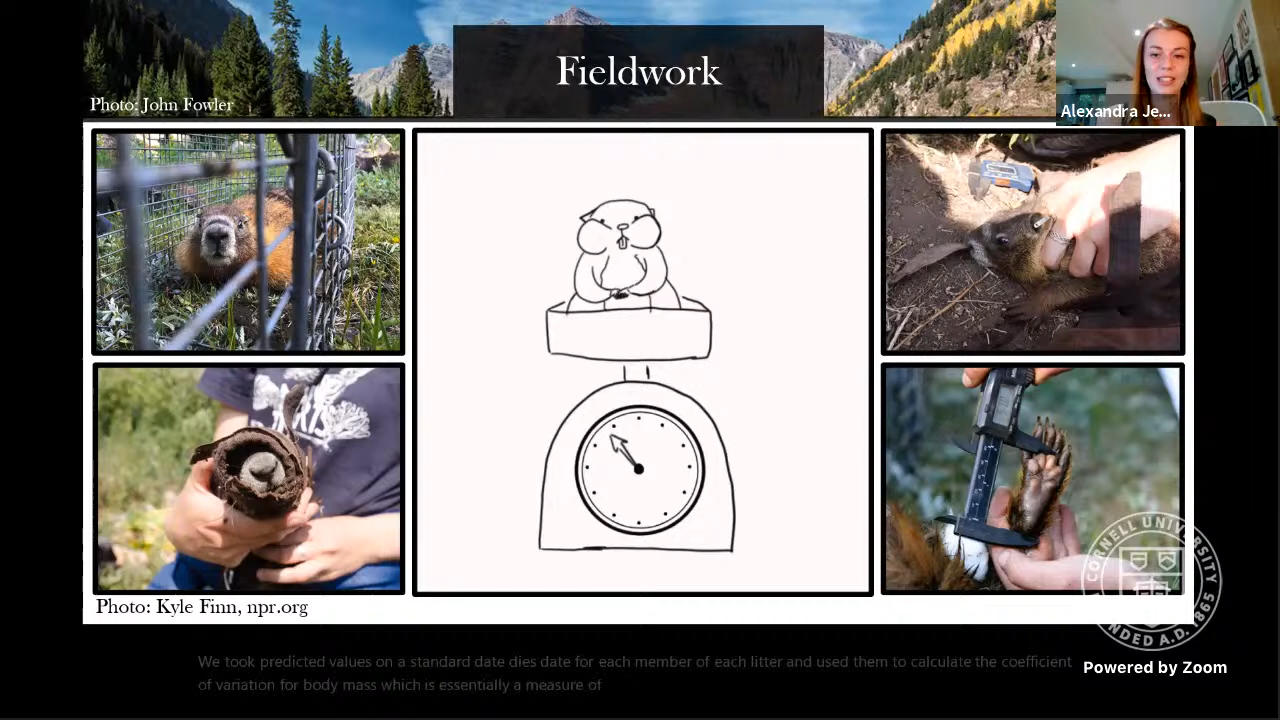 Fieldwork
Photo: John Fowler
Alexandra Je...
Photo: Kyle Finn, npr.org
CORNELL UNIVERSITY
FOUNDED A.D. 1865
We took predicted values on a standard date dies date for each member of each litter and used them to calculate the coefficient
of variation for body mass which is essentially a measure of
Powered by Zoom